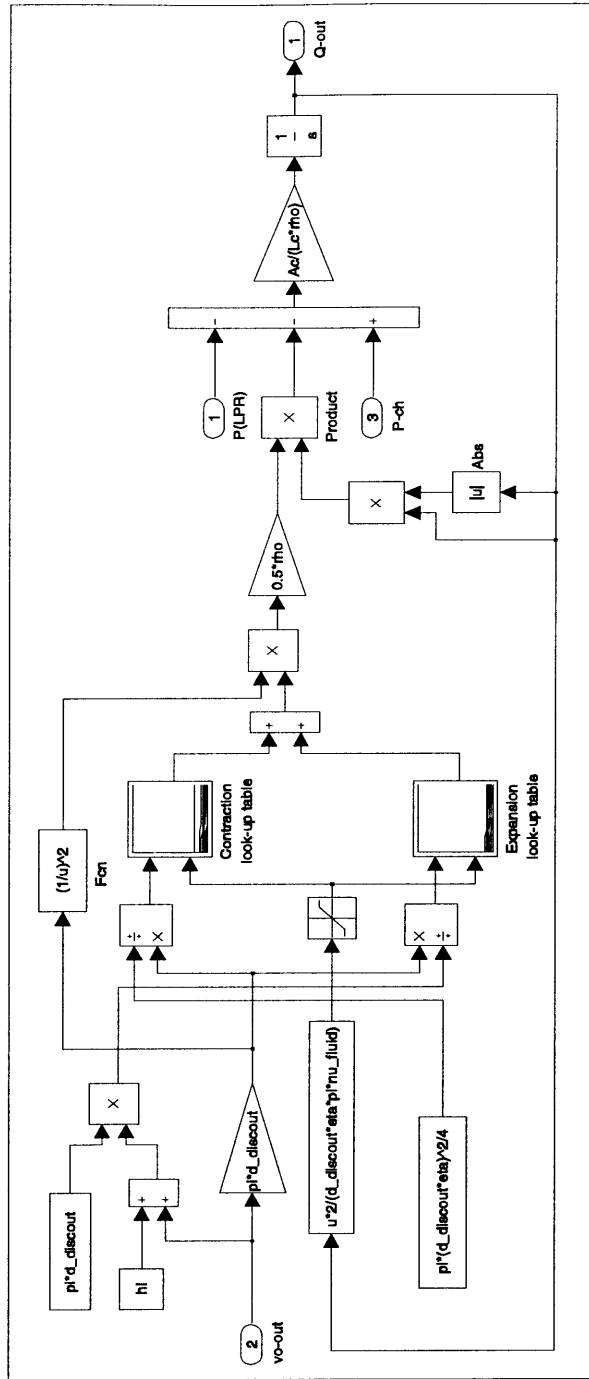 pi*d_discout
hi
+
+
X
2
vo-out
pi*d_discout
u*2/(d_discout*eta*pi*nu_fluid)
pi*(d_discout*eta)^2/4
(1/u)^2
Fcn
÷
X
X
÷
Contraction
look-up table
Expansion
look-up table
+
+
X
0.5*rho
X
Product
X
|u|
Abs
1
P(LPR)
3
P-ch
-
-
+
Ac/(Lc*rho)
1
s
1
Q-out